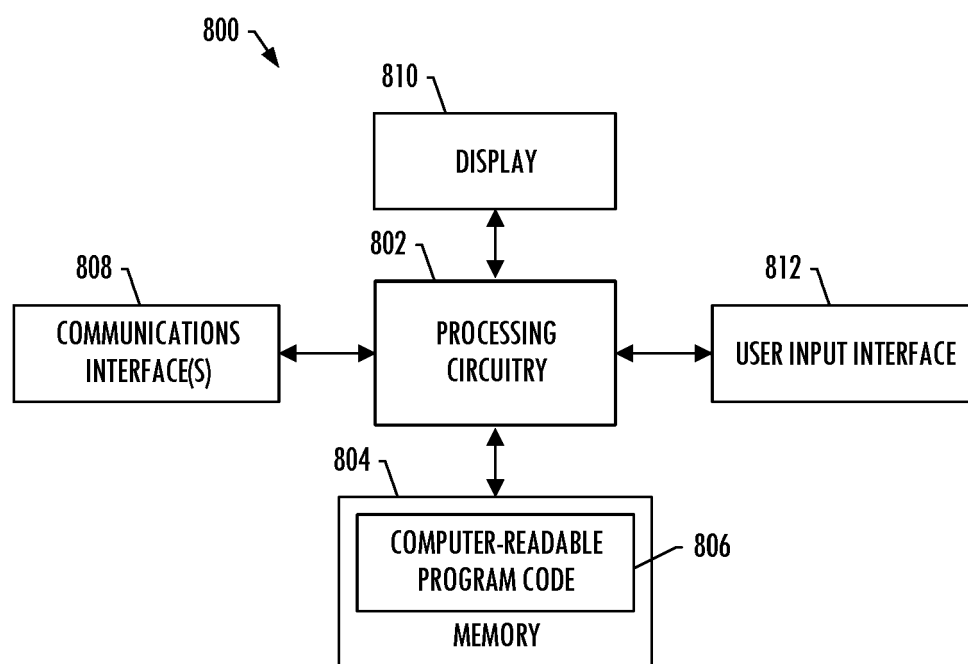 800
810
DISPLAY
802
808
812
COMMUNICATIONS
INTERFACE(S)
PROCESSING
CIRCUITRY
USER INPUT INTERFACE
804
COMPUTER-READABLE
PROGRAM CODE
806
MEMORY